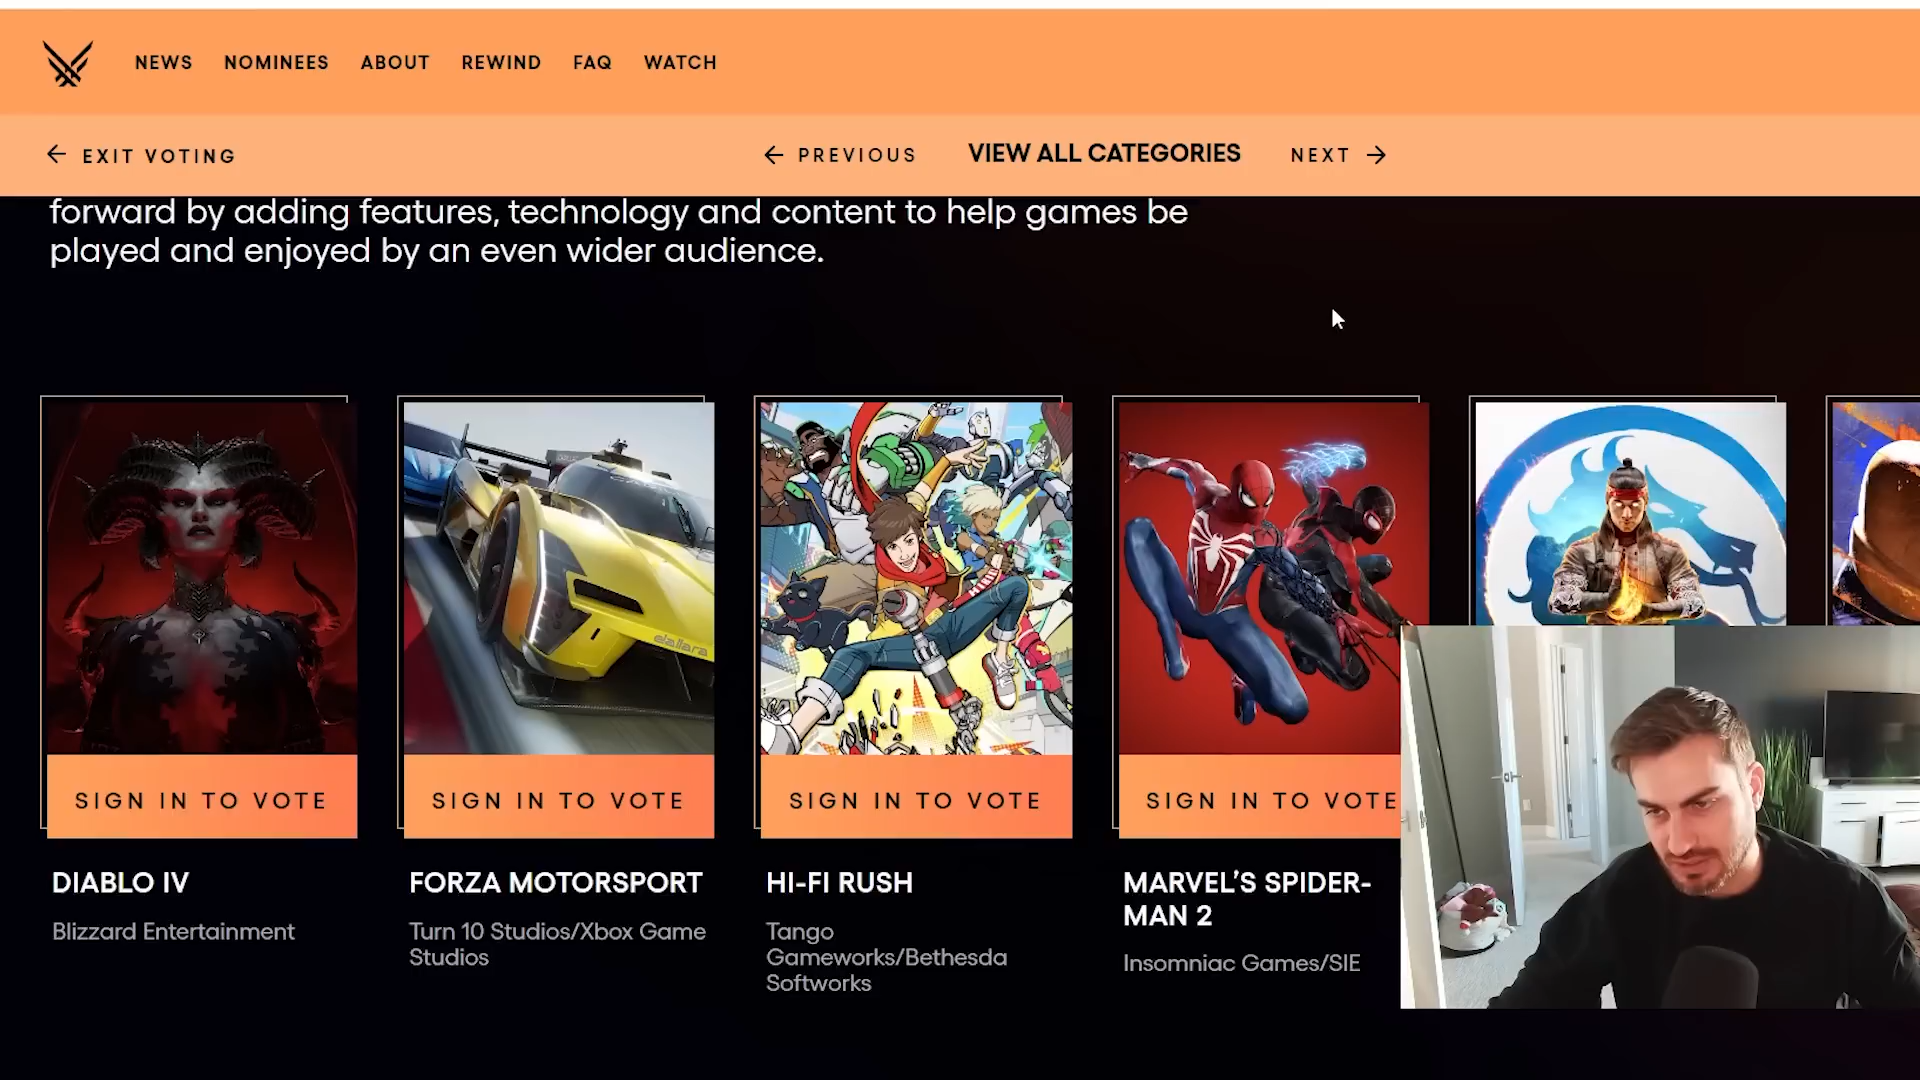 NEWS NOMINEES ABOUT REWIND FAQ WATCH
← EXIT VOTING ← PREVIOUS VIEW ALL CATEGORIES NEXT →
forward by adding features, technology and content to help games be
played and enjoyed by an even wider audience.
elallara
SIGN IN TO VOTE SIGN IN TO VOTE SIGN IN TO VOTE SIGN IN TO VOTE
DIABLO IV
Blizzard Entertainment
FORZA MOTORSPORT
Turn 10 Studios/Xbox Game
Studios
HI-FI RUSH
Tango
Gameworks/Bethesda
Softworks
MARVEL’S SPIDER-
MAN 2
Insomniac Games/SIE